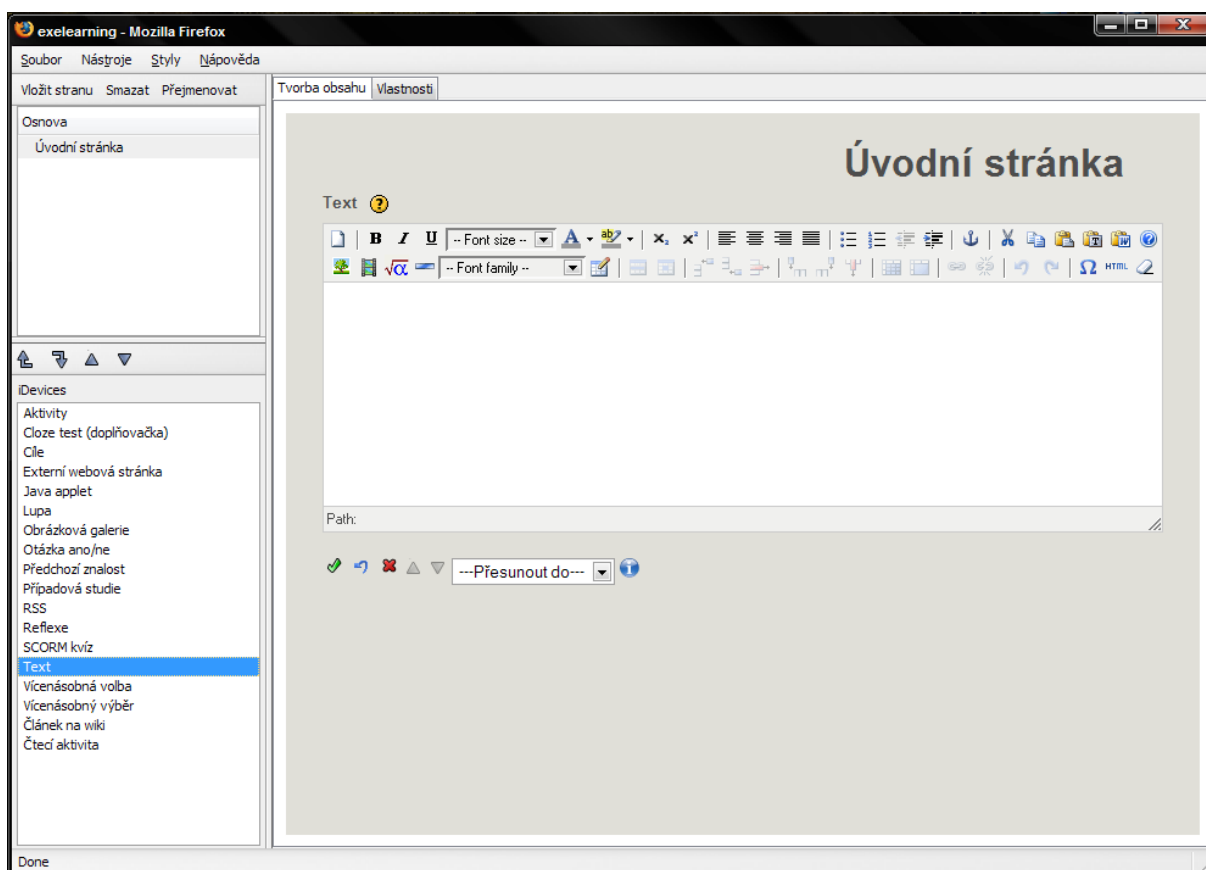 exelearning - Mozilla Firefox
Soubor Nástroje Styly Nápověda
Vložit stranu Smazat Přejmenovat
Osnova
Úvodní stránka
iDevices
Aktivity
Cloze test (doplňovačka)
Cíle
Externí webová stránka
Java applet
Lupa
Obrázková galerie
Otázka ano/ne
Předchozí znalost
Případová studie
RSS
Reflexe
SCORM kvíz
Text
Vícenásobná volba
Vícenásobný výběr
Článek na wiki
Čtecí aktivita
Tvorba obsahu Vlastnosti
Úvodní stránka
Text
B I U -- Font size -- A ab x₂ x²
√α -- Font family -- Ω HTML
Path:
---Přesunout do---
Done